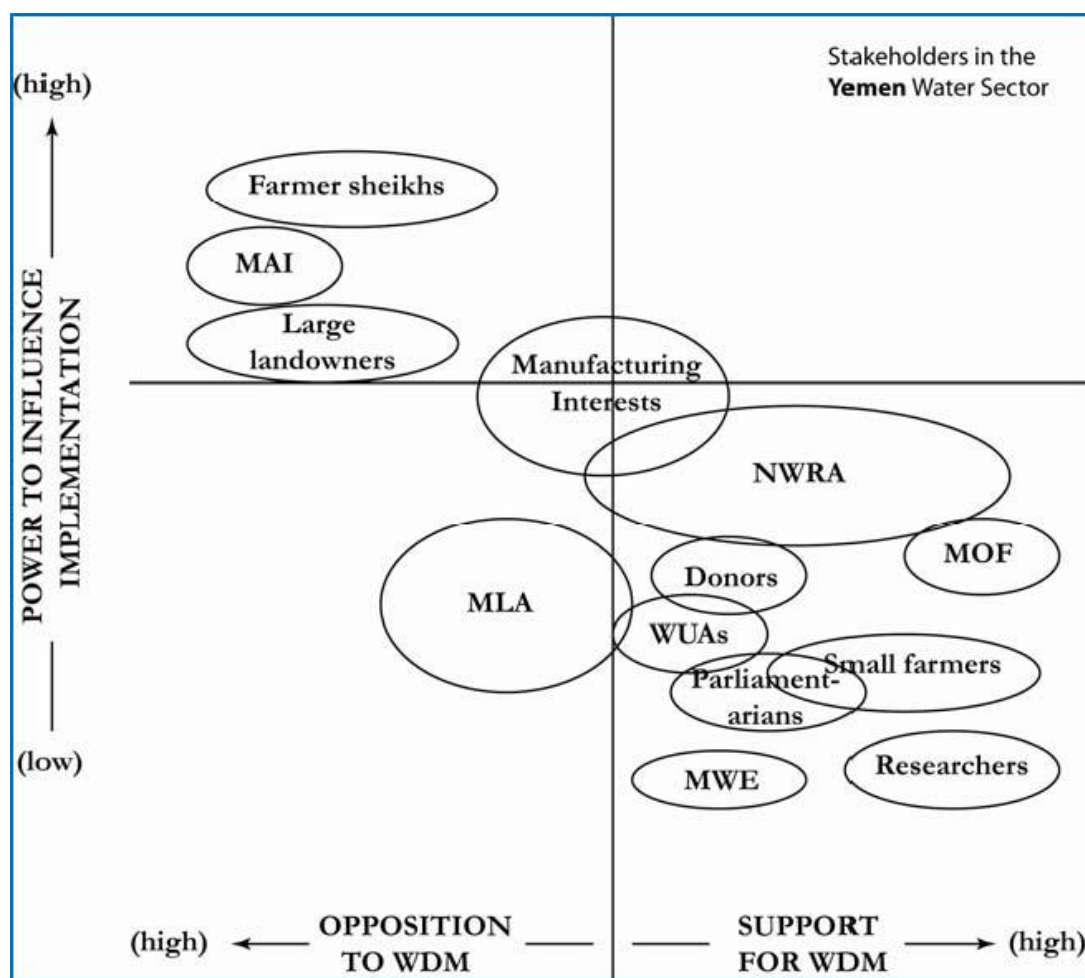 Stakeholders in the
Yemen Water Sector
(high)
POWER TO INFLUENCE
IMPLEMENTATION
(low)
Farmer sheikhs
MAI
Large
landowners
Manufacturing
Interests
NWRA
MOF
Donors
MLA
WUAs
Small farmers
Parliament-
arians
MWE
Researchers
(high)
OPPOSITION
TO WDM
SUPPORT
FOR WDM
(high)